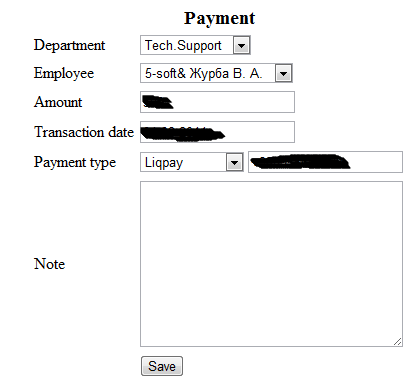 Payment
Department Tech.Support
Employee 5-soft& Журба В. А.
Amount
Transaction date
Payment type Liqpay
Note
Save